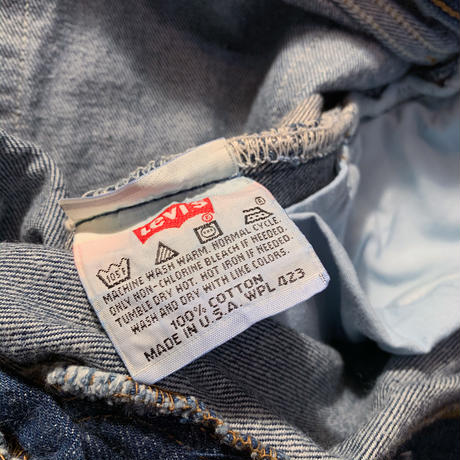 LEVI'S
MACHINE WASH WARM, NORMAL CYCLE.
ONLY NON-CHLORINE BLEACH IF NEEDED.
TUMBLE DRY HOT. HOT IRON IF NEEDED.
WASH AND DRY WITH LIKE COLORS.
100% COTTON
MADE IN U.S.A. WPL 423